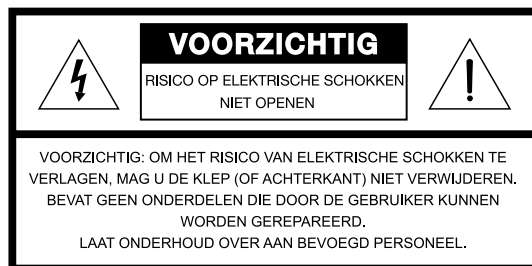 VOORZICHTIG
RISICO OP ELEKTRISCHE SCHOKKEN
NIET OPENEN
VOORZICHTIG: OM HET RISICO VAN ELEKTRISCHE SCHOKKEN TE
VERLAGEN, MAG U DE KLEP (OF ACHTERKANT) NIET VERWIJDEREN.
BEVAT GEEN ONDERDELEN DIE DOOR DE GEBRUIKER KUNNEN
WORDEN GEREPAREERD.
LAAT ONDERHOUD OVER AAN BEVOEGD PERSONEEL.